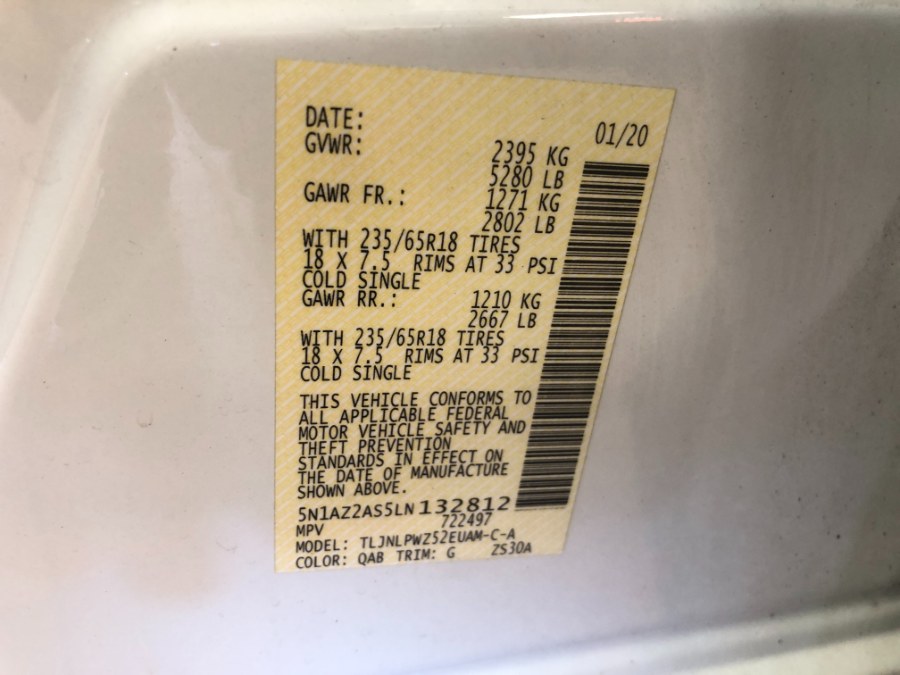 DATE: 01/20
GVWR: 2395 KG
5280 LB
GAWR FR.: 1271 KG
2802 LB
WITH 235/65R18 TIRES
18 X 7.5 RIMS AT 33 PSI
COLD SINGLE
GAWR RR.: 1210 KG
2667 LB
WITH 235/65R18 TIRES
18 X 7.5 RIMS AT 33 PSI
COLD SINGLE
THIS VEHICLE CONFORMS TO
ALL APPLICABLE FEDERAL
MOTOR VEHICLE SAFETY AND
THEFT PREVENTION
STANDARDS IN EFFECT ON
THE DATE OF MANUFACTURE
SHOWN ABOVE.
5N1AZ2AS5LN132812
MPV 722497
MODEL: TLJNLPWZ52EUAM-C-A
COLOR: QAB TRIM: G ZS30A